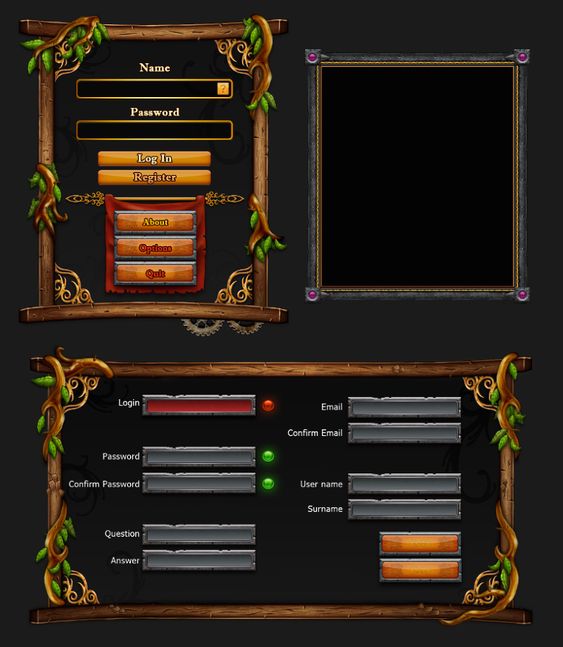 Name
?
Password
Log In
Register
About
Options
Quit
Login
Password
Confirm Password
Question
Answer
Email
Confirm Email
User name
Surname